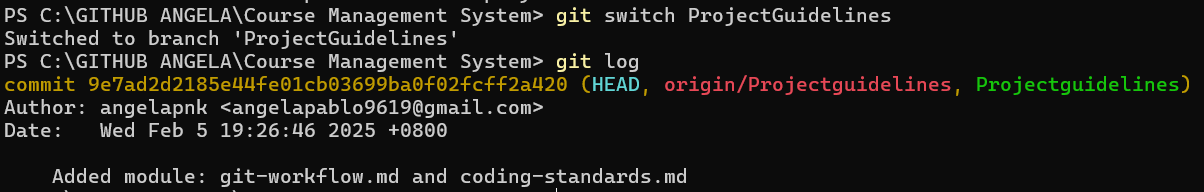 PS C:\GITHUB ANGELA\Course Management System> git switch ProjectGuidelines
Switched to branch 'ProjectGuidelines'
PS C:\GITHUB ANGELA\Course Management System> git log
commit 9e7ad2d2185e44fe01cb03699ba0f02fcff2a420 (HEAD, origin/Projectguidelines, Projectguidelines)
Author: angelapnk <angelapablo9619@gmail.com>
Date:   Wed Feb 5 19:26:46 2025 +0800
    Added module: git-workflow.md and coding-standards.md